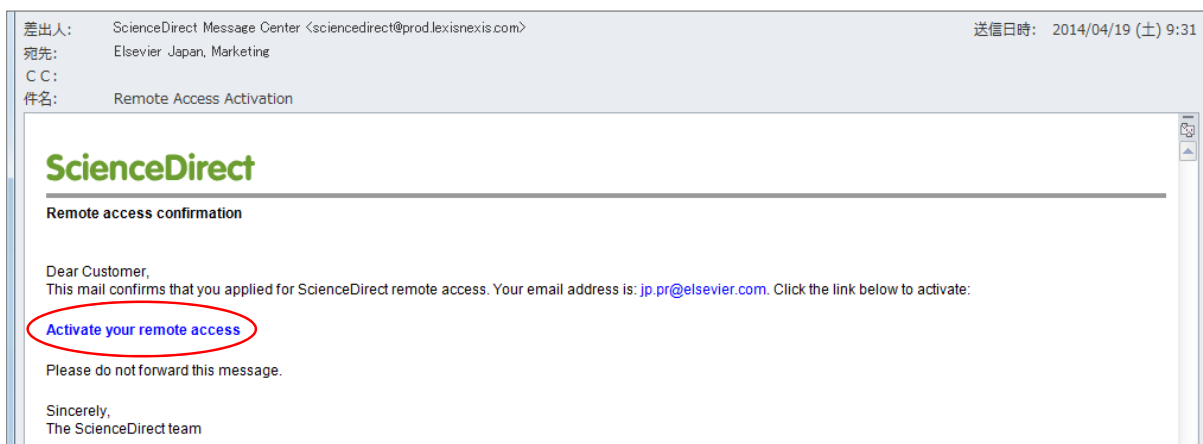 差出人: ScienceDirect Message Center <sciencedirect@prod.lexisnexis.com> 送信日時: 2014/04/19 (土) 9:31
宛先: Elsevier Japan, Marketing
CC:
件名: Remote Access Activation
ScienceDirect
Remote access confirmation
Dear Customer,
This mail confirms that you applied for ScienceDirect remote access. Your email address is: jp.pr@elsevier.com. Click the link below to activate:
Activate your remote access
Please do not forward this message.
Sincerely,
The ScienceDirect team